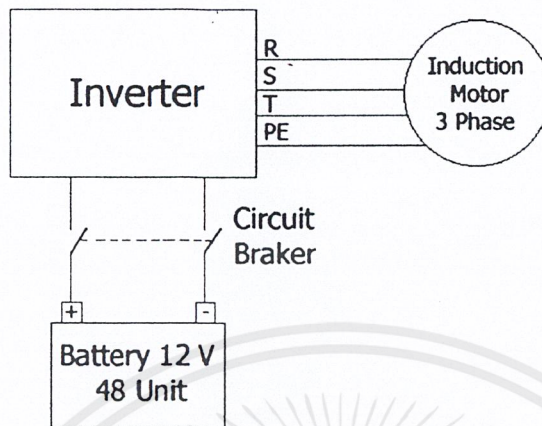 Inverter
R
S
T
PE
Induction
Motor
3 Phase
Circuit
Braker
+
-
Battery 12 V
48 Unit